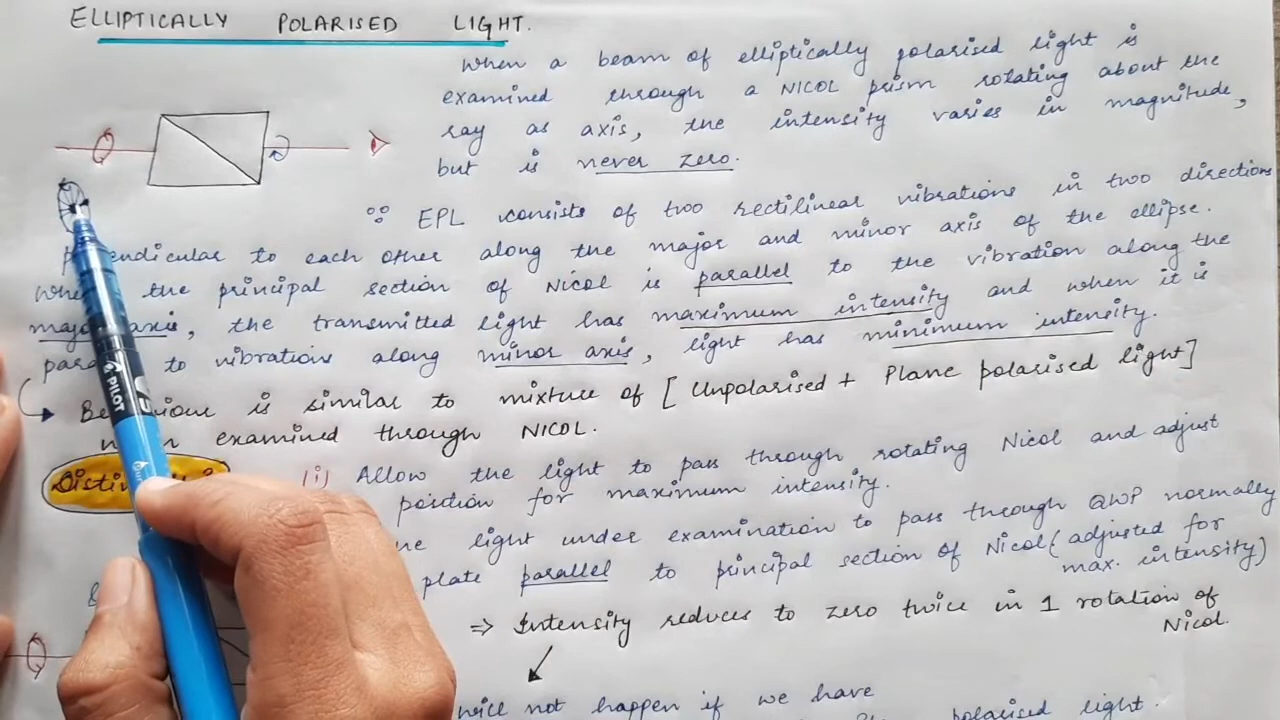 ELLIPTICALLY POLARISED LIGHT.
When a beam of elliptically polarised light is
examined through a NICOL prism rotating about the
ray as axis, the intensity varies in magnitude,
but is never zero.
∵ EPL consists of two rectilinear vibrations in two directions
pendicular to each other along the major and minor axis of the ellipse.
the principal section of Nicol is parallel to the vibration along the
major axis, the transmitted light has maximum intensity and when it is
para to vibrations along minor axis, light has minimum intensity.
Be iour is similar to mixture of [Unpolarised + Plane polarised light]
examined through NICOL.
(i) Allow the light to pass through rotating Nicol and adjust
position for maximum intensity.
light under examination to pass through QWP normally
plate parallel to principal section of Nicol (adjusted for
max. intensity)
⇒ Intensity reduces to zero twice in 1 rotation of
Nicol.
will not happen if we have
polarised light.
PILOT